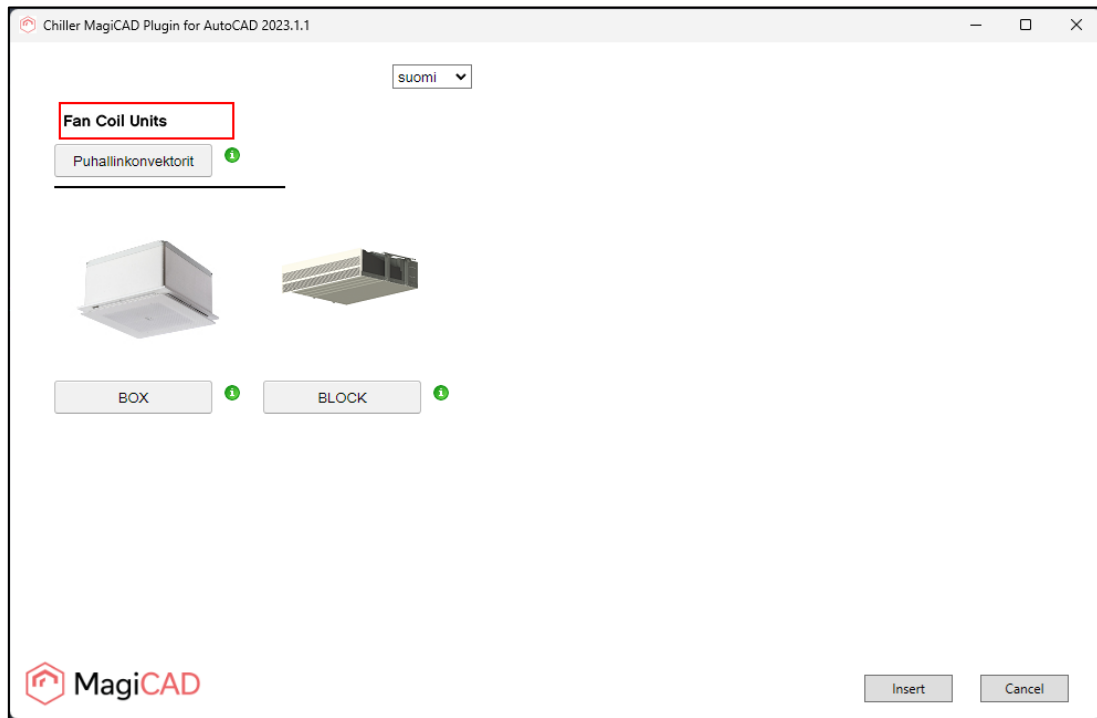 Chiller MagiCAD Plugin for AutoCAD 2023.1.1
suomi
Fan Coil Units
Puhallinkonvektorit
BOX
BLOCK
MagiCAD
Insert
Cancel